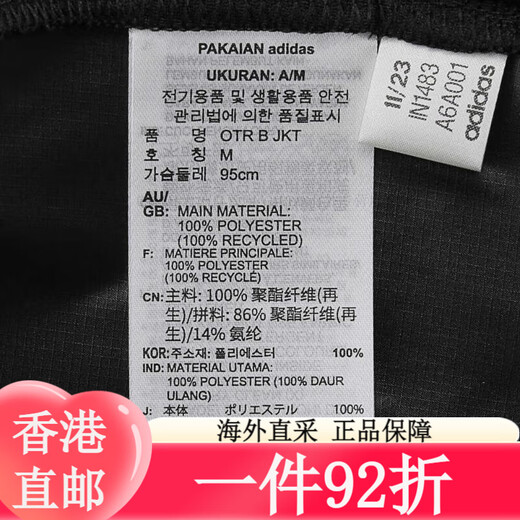 PAKAIAN adidas
UKURAN: A/M
전기용품 및 생활용품 안전
관리법에 의한 품질표시
품 명 OTR B JKT
호 칭 M
가슴둘레 95cm
AU/
GB: MAIN MATERIAL:
100% POLYESTER
(100% RECYCLED)
F: MATIERE PRINCIPALE:
100% POLYESTER
(100% RECYCLÉ)
CN: 主料: 100% 聚酯纤维(再
生)/拼料: 86% 聚酯纤维(再
生)/14% 氨纶
KOR: 주소재: 폴리에스터 100%
IND: MATERIAL UTAMA:
100% POLYESTER (100% DAUR
ULANG)
J: 本体 ポリエステル 100%
11/23
IN1483
A6A001
adidas
香港
直邮
海外直采 正品保障
一件92折